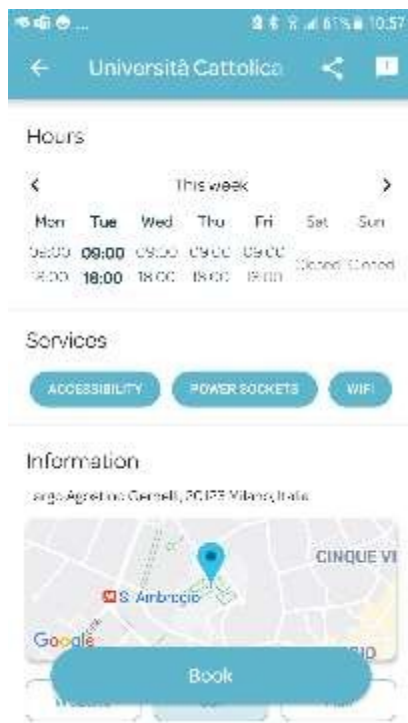 61% 10:57
Università Cattolica
Hours
This week
Mon Tue Wed Thu Fri Sat Sun
09:00 09:00 09:00 09:00 09:00
18:00 18:00 18:00 18:00 18:00
Closed Closed
Services
ACCESSIBILITY POWER SOCKETS WIFI
Information
Largo Agostino Gemelli, 20123 Milano, Italia
CINQUE VI
S. Ambrogio
Google
Book